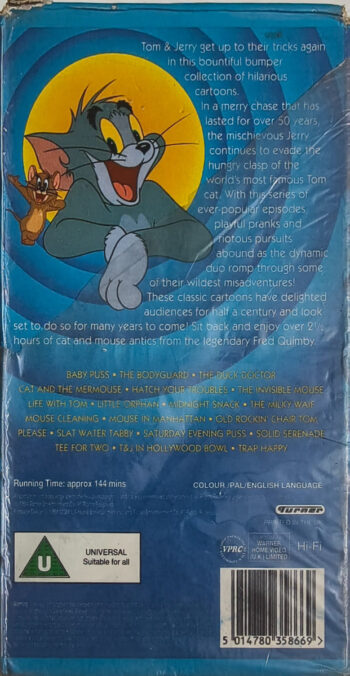 Tom & Jerry get up to their tricks again
in this bountiful bumper
collection of hilarious
cartoons.
In a merry chase that has
lasted for over 50 years,
the mischievous Jerry
continues to evade the
hungry clasp of the
world's most famous Tom
cat. With this series of
ever-popular episodes,
playful pranks and
riotous pursuits
abound as the dynamic
duo romp through some
of their wildest misadventures!
These classic cartoons have delighted
audiences for half a century and look
set to do so for many years to come! Sit back and enjoy over 2½
hours of cat and mouse antics from the legendary Fred Quimby.
BABY PUSS • THE BODYGUARD • THE DUCK DOCTOR
CAT AND THE MERMOUSE • HATCH YOUR TROUBLES • THE INVISIBLE MOUSE
LIFE WITH TOM • LITTLE ORPHAN • MIDNIGHT SNACK • THE MILKY WAIF
MOUSE CLEANING • MOUSE IN MANHATTAN • OLD ROCKIN' CHAIR TOM
PLEASE • SLAT WATER TABBY • SATURDAY EVENING PUSS • SOLID SERENADE
TEE FOR TWO • T&J IN HOLLYWOOD BOWL • TRAP HAPPY
Running Time: approx 144 mins
COLOUR /PAL/ENGLISH LANGUAGE
Turner
PRINTED IN THE UK
U
UNIVERSAL
Suitable for all
VPRC
WARNER
HOME VIDEO
(U.K.) LIMITED
Hi-Fi
5 014780 358669 >